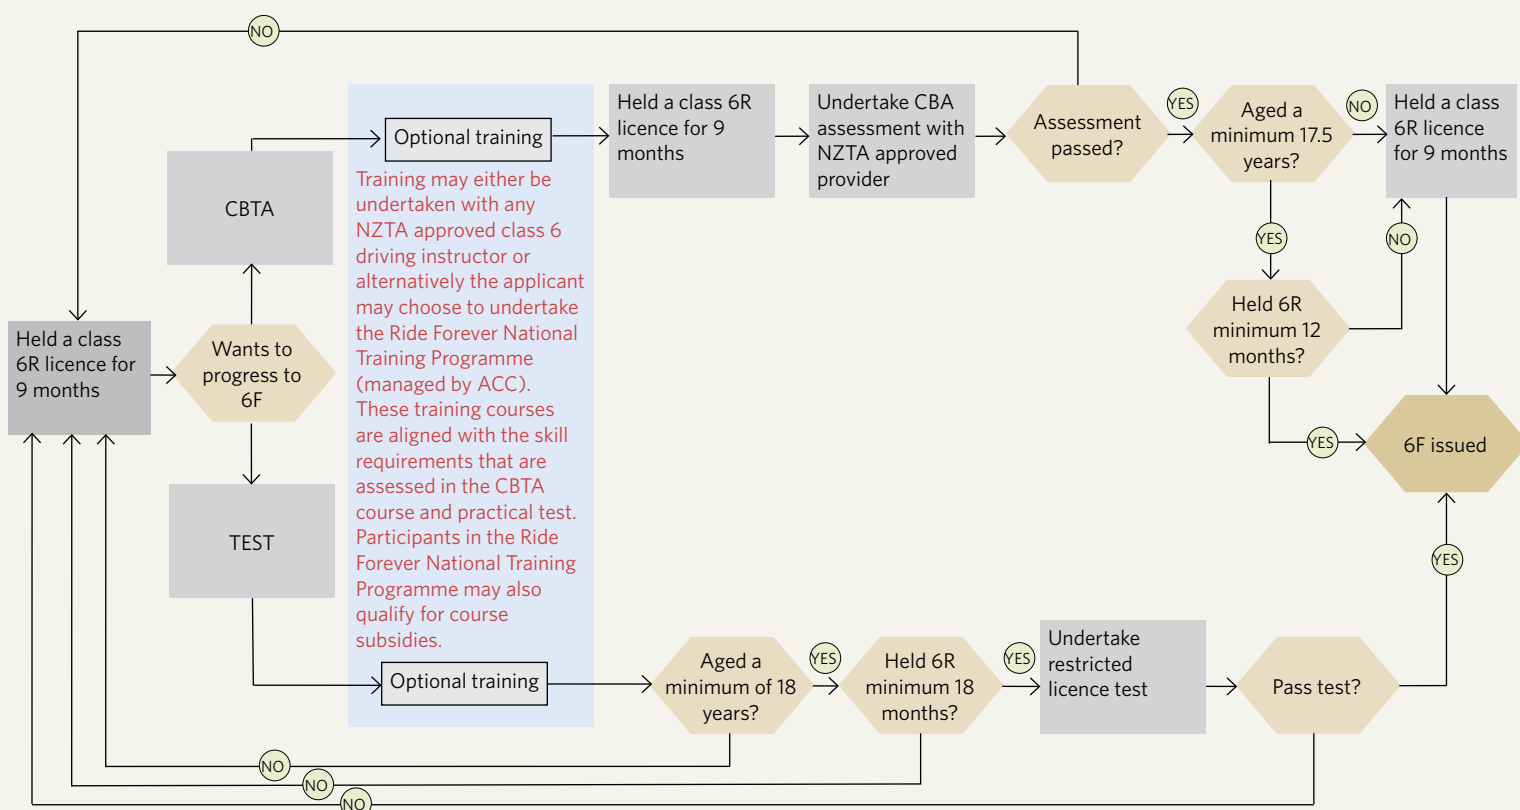 NO
Held a class
6R licence for
9 months
Wants to
progress to
6F
CBTA
TEST
Optional training
Training may either be
undertaken with any
NZTA approved class 6
driving instructor or
alternatively the applicant
may choose to undertake
the Ride Forever National
Training Programme
(managed by ACC).
These training courses
are aligned with the skill
requirements that are
assessed in the CBTA
course and practical test.
Participants in the Ride
Forever National Training
Programme may also
qualify for course
subsidies.
Optional training
Held a class 6R
licence for 9
months
Undertake CBA
assessment with
NZTA approved
provider
Assessment
passed?
YES
Aged a
minimum 17.5
years?
NO
Held a class
6R licence
for 9 months
YES
NO
Held 6R
minimum 12
months?
YES
6F issued
YES
Aged a
minimum of 18
years?
YES
Held 6R
minimum 18
months?
YES
Undertake
restricted
licence test
Pass test?
NO
NO
NO